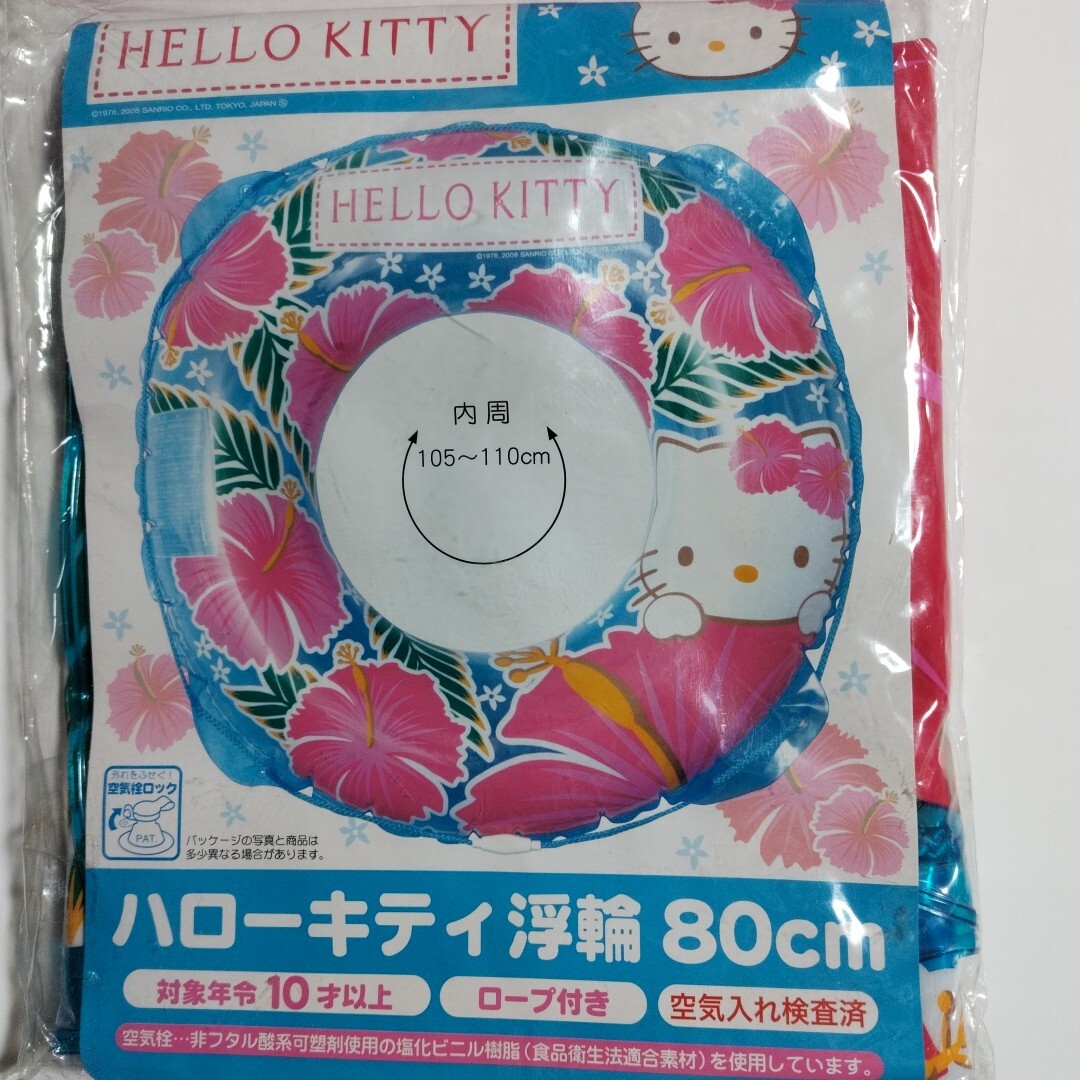 HELLO KITTY
©1976, 2008 SANRIO CO., LTD. TOKYO, JAPAN
HELLO KITTY
©1976, 2008 SANRIO CO., LTD.
内周
105〜110cm
外れをふせぐ!
空気栓ロック
PAT.
パッケージの写真と商品は
多少異なる場合があります。
ハローキティ浮輪 80cm
対象年令10才以上 ロープ付き 空気入れ検査済
空気栓…非フタル酸系可塑剤使用の塩化ビニル樹脂(食品衛生法適合素材)を使用しています。